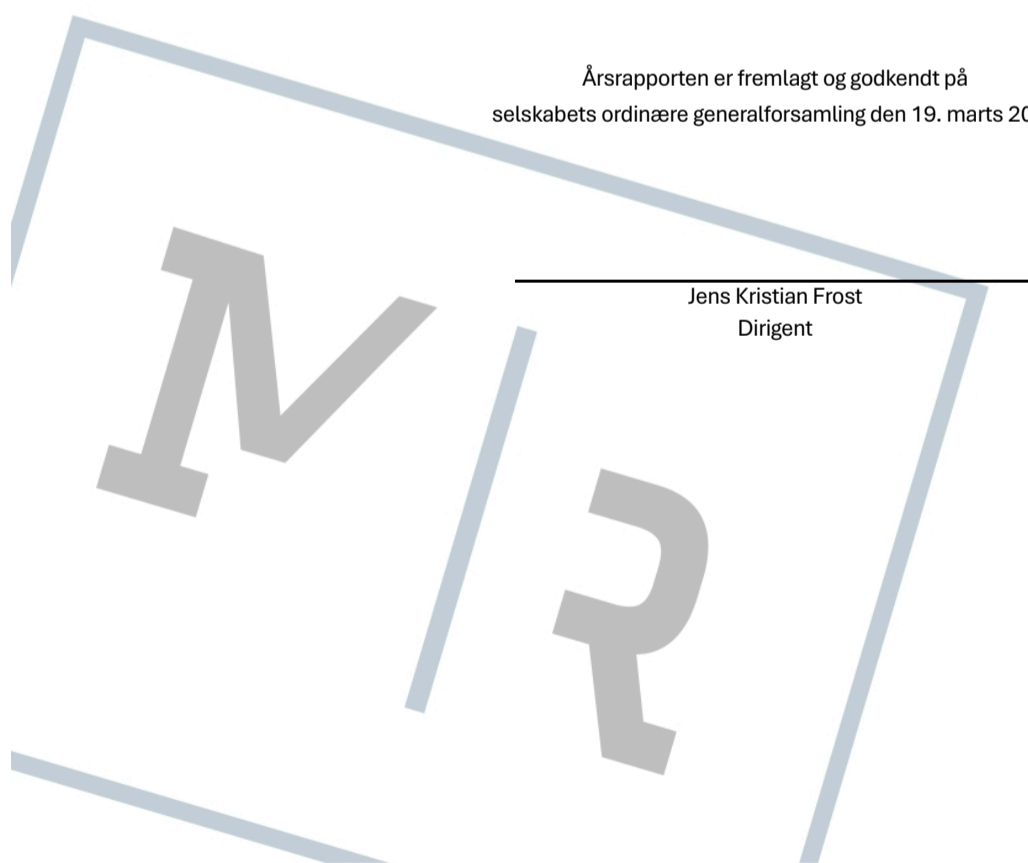 Årsrapporten er fremlagt og godkendt på
selskabets ordinære generalforsamling den 19. marts 20
Jens Kristian Frost
Dirigent
M R